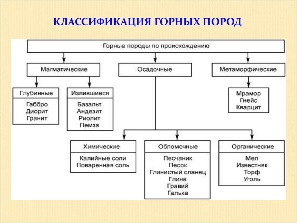 КЛАССИФИКАЦИЯ ГОРНЫХ ПОРОД
Горные породы по происхождению
Магматические
Осадочные
Метаморфические
Глубинные
Габбро
Диорит
Гранит
Излившиеся
Базальт
Андезит
Риолит
Пемза
Мрамор
Гнейс
Кварцит
Химические
Калийные соли
Поваренная соль
Обломочные
Песчаник
Песок
Глинистый сланец
Глина
Гравий
Галька
Органические
Мел
Известняк
Торф
Уголь